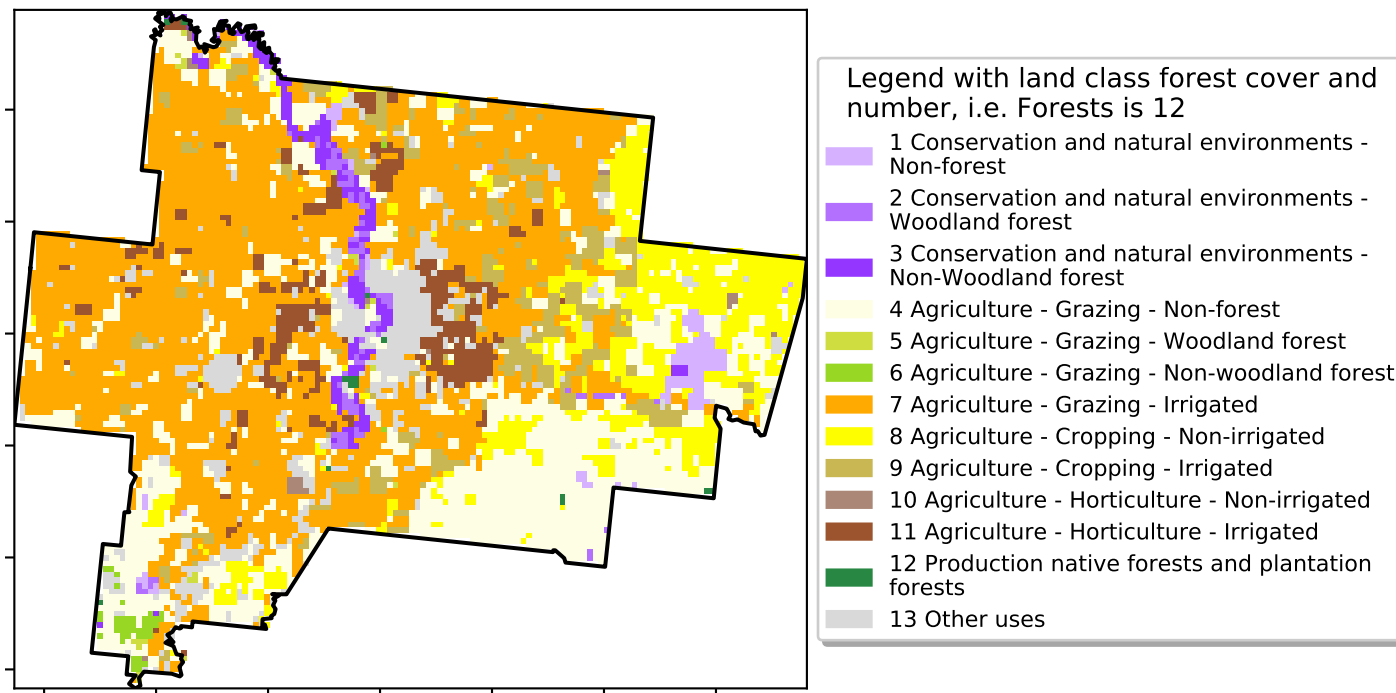 Legend with land class forest cover and
number, i.e. Forests is 12
1 Conservation and natural environments -
Non-forest
2 Conservation and natural environments -
Woodland forest
3 Conservation and natural environments -
Non-Woodland forest
4 Agriculture - Grazing - Non-forest
5 Agriculture - Grazing - Woodland forest
6 Agriculture - Grazing - Non-woodland forest
7 Agriculture - Grazing - Irrigated
8 Agriculture - Cropping - Non-irrigated
9 Agriculture - Cropping - Irrigated
10 Agriculture - Horticulture - Non-irrigated
11 Agriculture - Horticulture - Irrigated
12 Production native forests and plantation
forests
13 Other uses